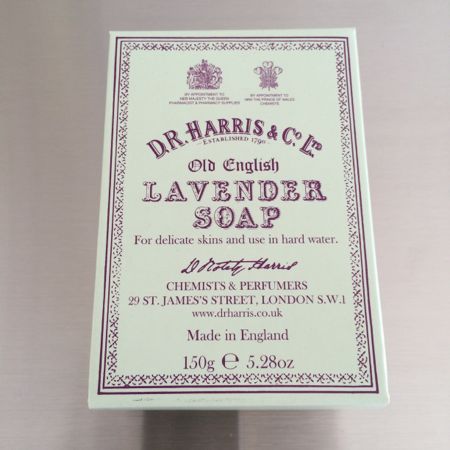 BY APPOINTMENT TO
HER MAJESTY THE QUEEN
PHARMACIST & PHARMACY SUPPLIES
BY APPOINTMENT TO
HRH THE PRINCE OF WALES
CHEMISTS
D.R. HARRIS & Cº. Lᵀᴰ
ESTABLISHED 1790
Old English
LAVENDER
SOAP
For delicate skins and use in hard water.
D Rotely Harris
CHEMISTS & PERFUMERS
29 ST. JAMES'S STREET, LONDON S.W.1
www.drharris.co.uk
Made in England
150g ℮ 5.28oz